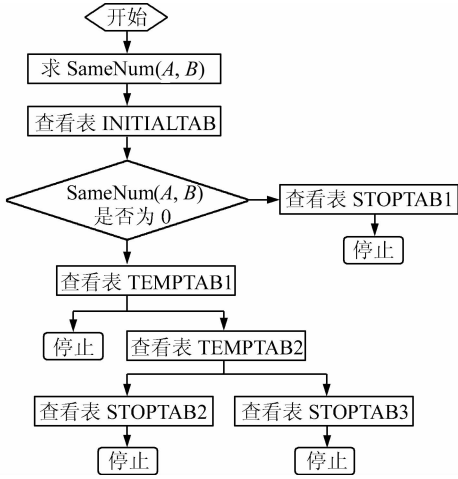 开始
求 SameNum(A, B)
查看表 INITIALTAB
SameNum(A, B)
是否为 0
查看表 STOPTAB1
停止
查看表 TEMPTAB1
停止
查看表 TEMPTAB2
查看表 STOPTAB2
查看表 STOPTAB3
停止
停止